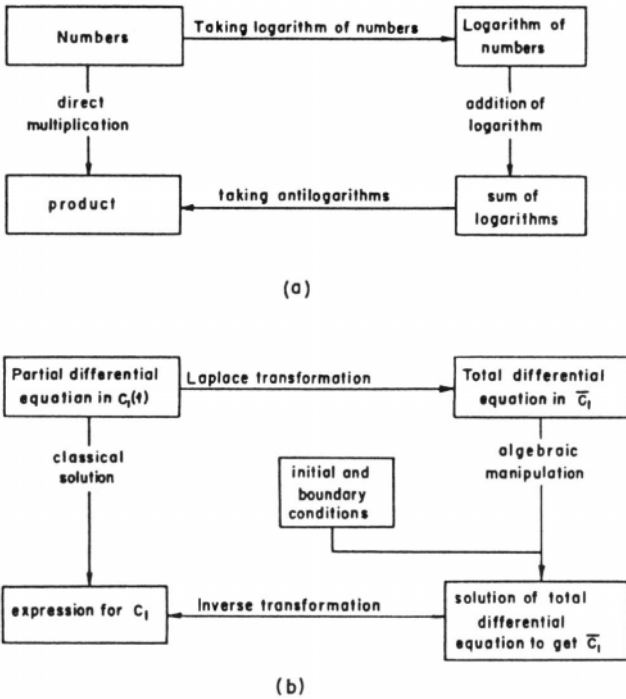 Numbers
Taking logarithm of numbers
Logarithm of
numbers
direct
multiplication
addition of
logarithm
product
taking antilogarithms
sum of
logarithms
(a)
Partial differential
equation in C₁(t)
Laplace transformation
Total differential
equation in C̅₁
classical
solution
initial and
boundary
conditions
algebraic
manipulation
expression for C₁
Inverse transformation
solution of total
differential
equation to get C̅₁
(b)